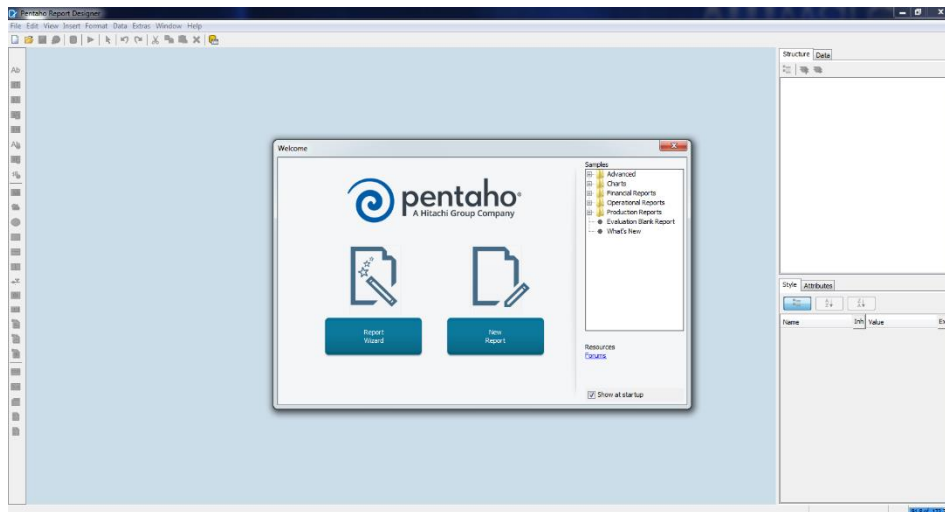 Pentaho Report Designer
File Edit View Insert Format Data Extras Window Help
Structure Data
Welcome
Samples
Advanced
Charts
Financial Reports
Operational Reports
Production Reports
Evaluation Blank Report
What's New
pentaho
A Hitachi Group Company
Report
Wizard
New
Report
Resources
Forums
Show at startup
Style Attributes
Name Inh Value
Ab